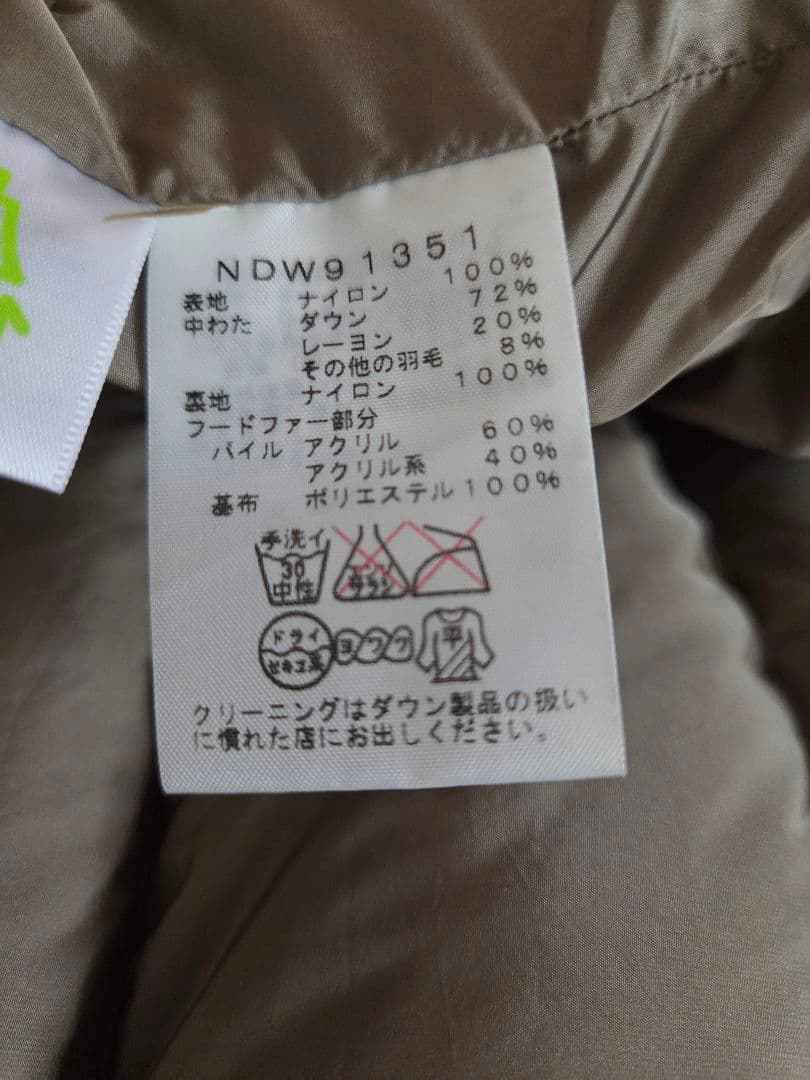 NDW91351
表地 ナイロン 100%
中わた ダウン 72%
レーヨン 20%
その他の羽毛 8%
裏地 ナイロン 100%
フードファー部分
パイル アクリル 60%
アクリル系 40%
基布 ポリエステル 100%
手洗イ
30
中性
サラシ
ドライ
セキユ系
ヨワク
平
クリーニングはダウン製品の扱い
に慣れた店にお出しください。